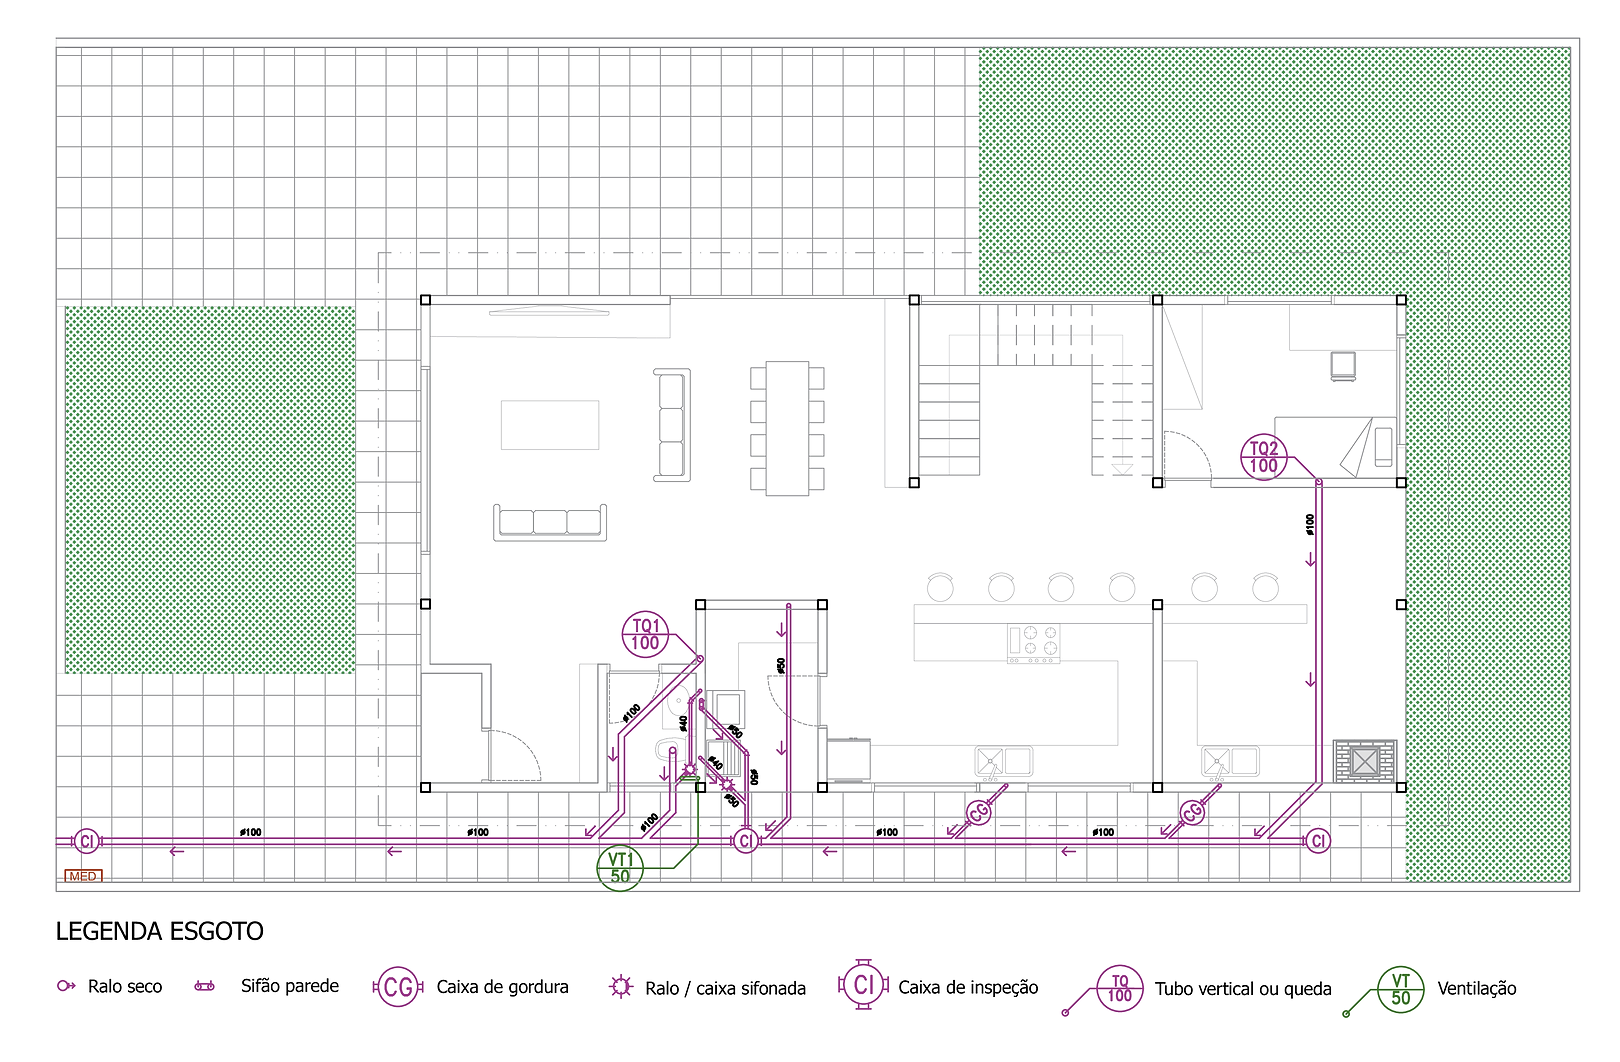 TQ2
100
ø100
TQ1
100
ø50
ø100
ø40
ø50
ø40
ø50
ø50
ø100
CG
CG
ø100
ø100
ø100
ø100
CI
CI
CI
VT1
50
MED
LEGENDA ESGOTO
Ralo seco
Sifão parede
CG
Caixa de gordura
Ralo / caixa sifonada
CI
Caixa de inspeção
TQ
100
Tubo vertical ou queda
VT
50
Ventilação